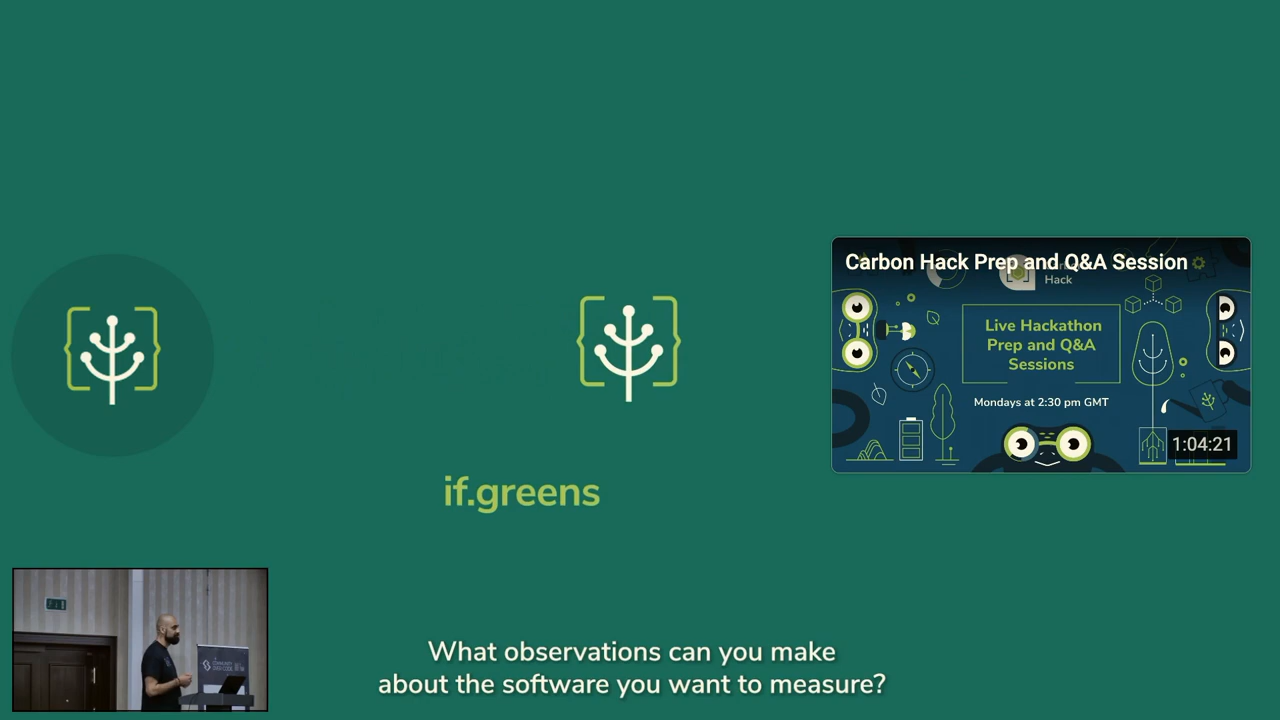 Carbon Hack Prep and Q&A Session
Hack
Live Hackathon
Prep and Q&A
Sessions
Mondays at 2:30 pm GMT
1:04:21
if.greens
What observations can you make
about the software you want to measure?